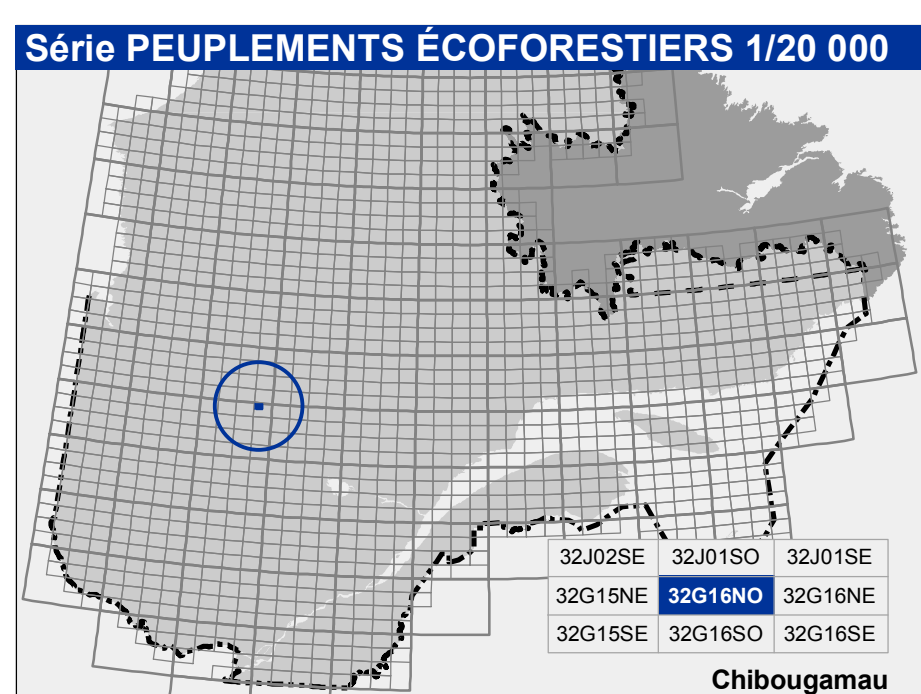 Série PEUPLEMENTS ÉCOFORESTIERS 1/20 000
32J02SE 32J01SO 32J01SE
32G15NE 32G16NO 32G16NE
32G15SE 32G16SO 32G16SE
Chibougamau